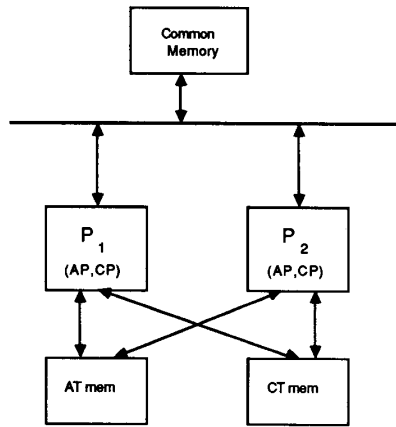 Common
Memory
P1
(AP,CP)
P2
(AP,CP)
AT mem
CT mem